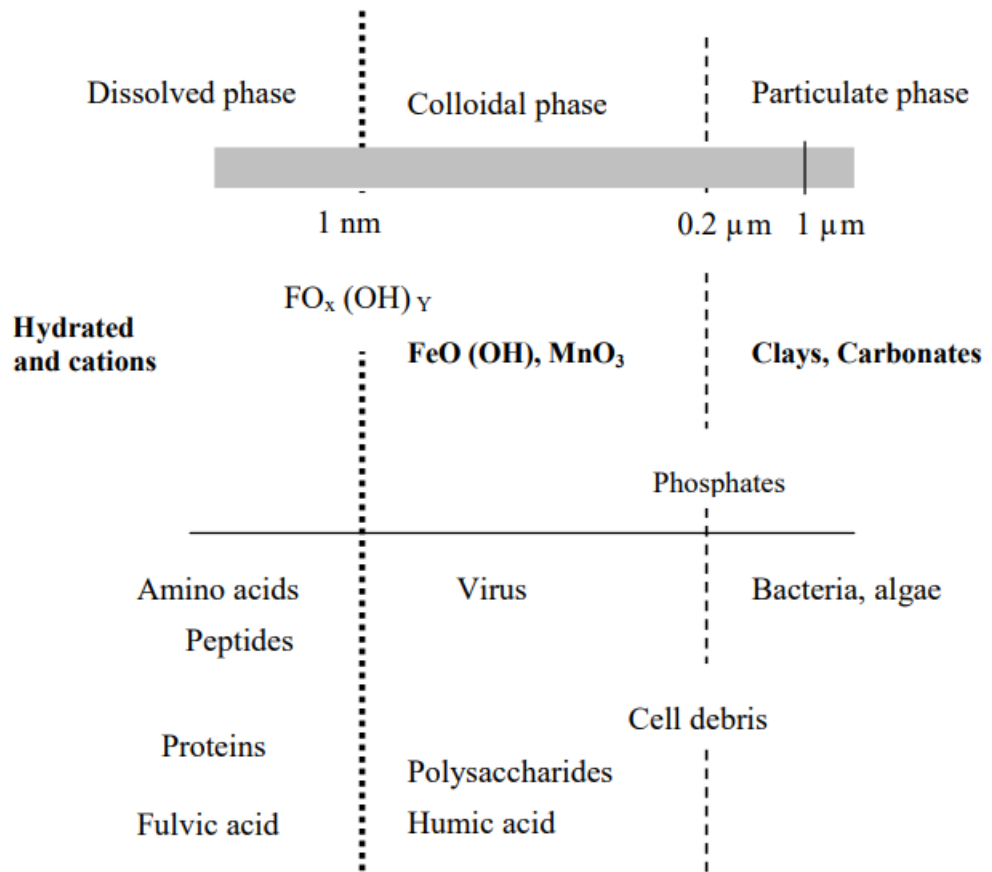 Dissolved phase
Colloidal phase
Particulate phase
1 nm
0.2 µm
1 µm
FOₓ (OH) Y
Hydrated
and cations
FeO (OH), MnO₃
Clays, Carbonates
Phosphates
Amino acids
Virus
Bacteria, algae
Peptides
Cell debris
Proteins
Polysaccharides
Fulvic acid
Humic acid